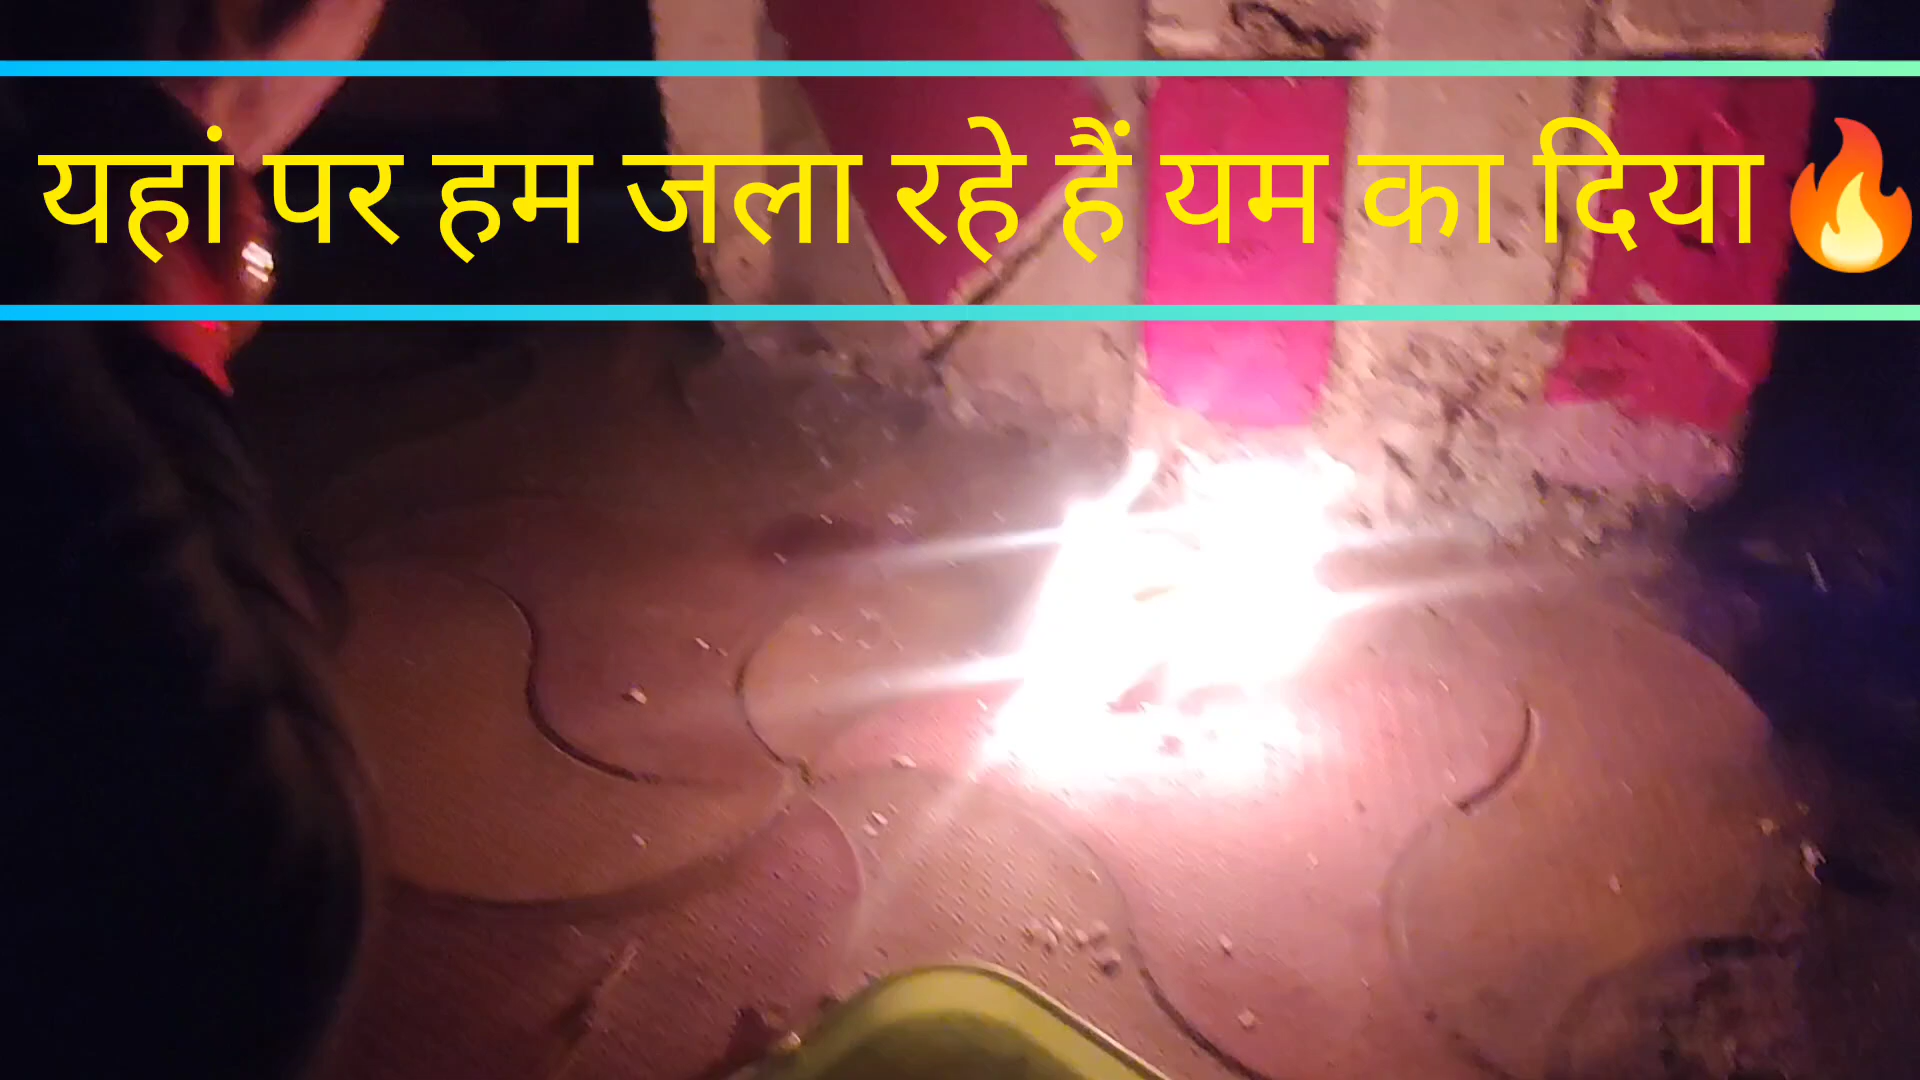 यहां पर हम जला रहे हैं यम का दिया🔥